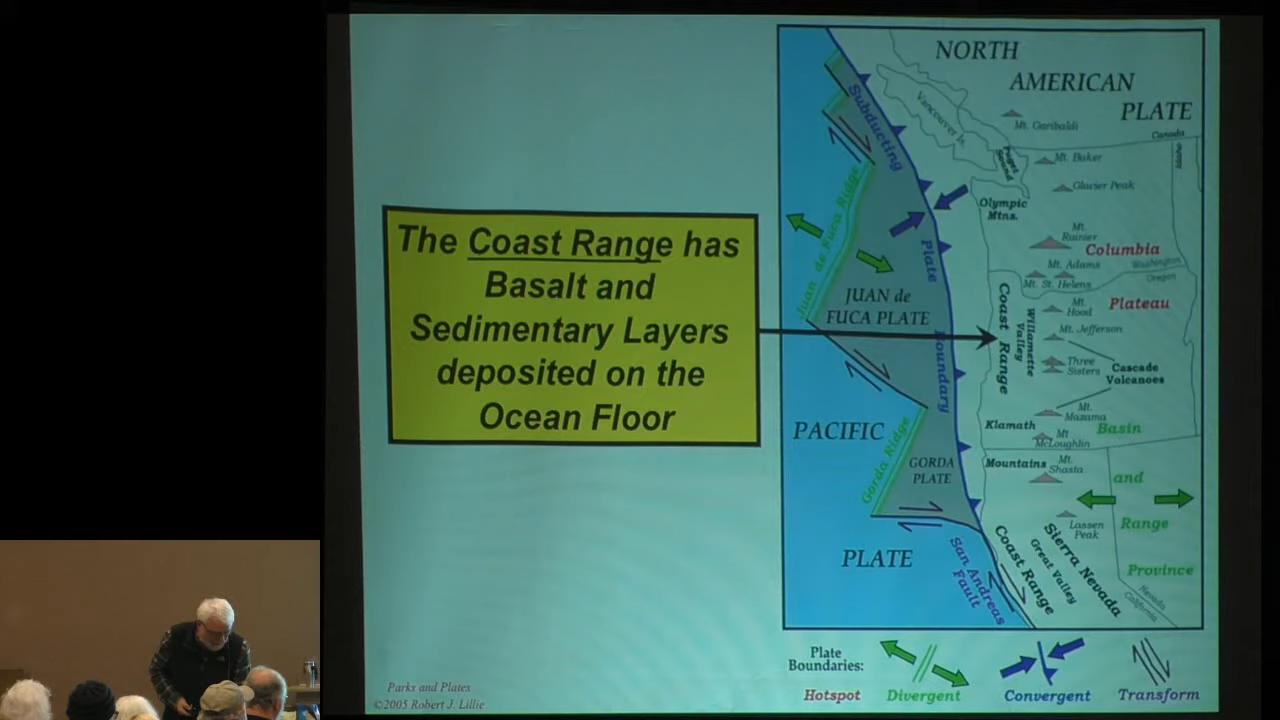 The Coast Range has
Basalt and
Sedimentary Layers
deposited on the
Ocean Floor
NORTH
AMERICAN
PLATE
Vancouver Is.
Mt. Garibaldi
Canada
Idaho
Puget
Sound
Mt. Baker
Glacier Peak
Olympic
Mtns.
Mt.
Rainier
Columbia
Plateau
Mt. Adams
Washington
Oregon
Mt. St. Helens
Mt.
Hood
Mt. Jefferson
Three
Sisters
Cascade
Volcanoes
Coast Range
Willamette
Valley
Mt.
Mazama
Klamath
Mountains
Mt
McLoughlin
Basin
and
Range
Province
Mt.
Shasta
Lassen
Peak
Sierra Nevada
Great Valley
Coast Range
Nevada
California
San Andreas
Fault
Subducting
Plate
Boundary
Juan de Fuca Ridge
JUAN de
FUCA PLATE
PACIFIC
PLATE
Gorda Ridge
GORDA
PLATE
Plate
Boundaries:
Hotspot
Divergent
Convergent
Transform
Parks and Plates
©2005 Robert J. Lillie